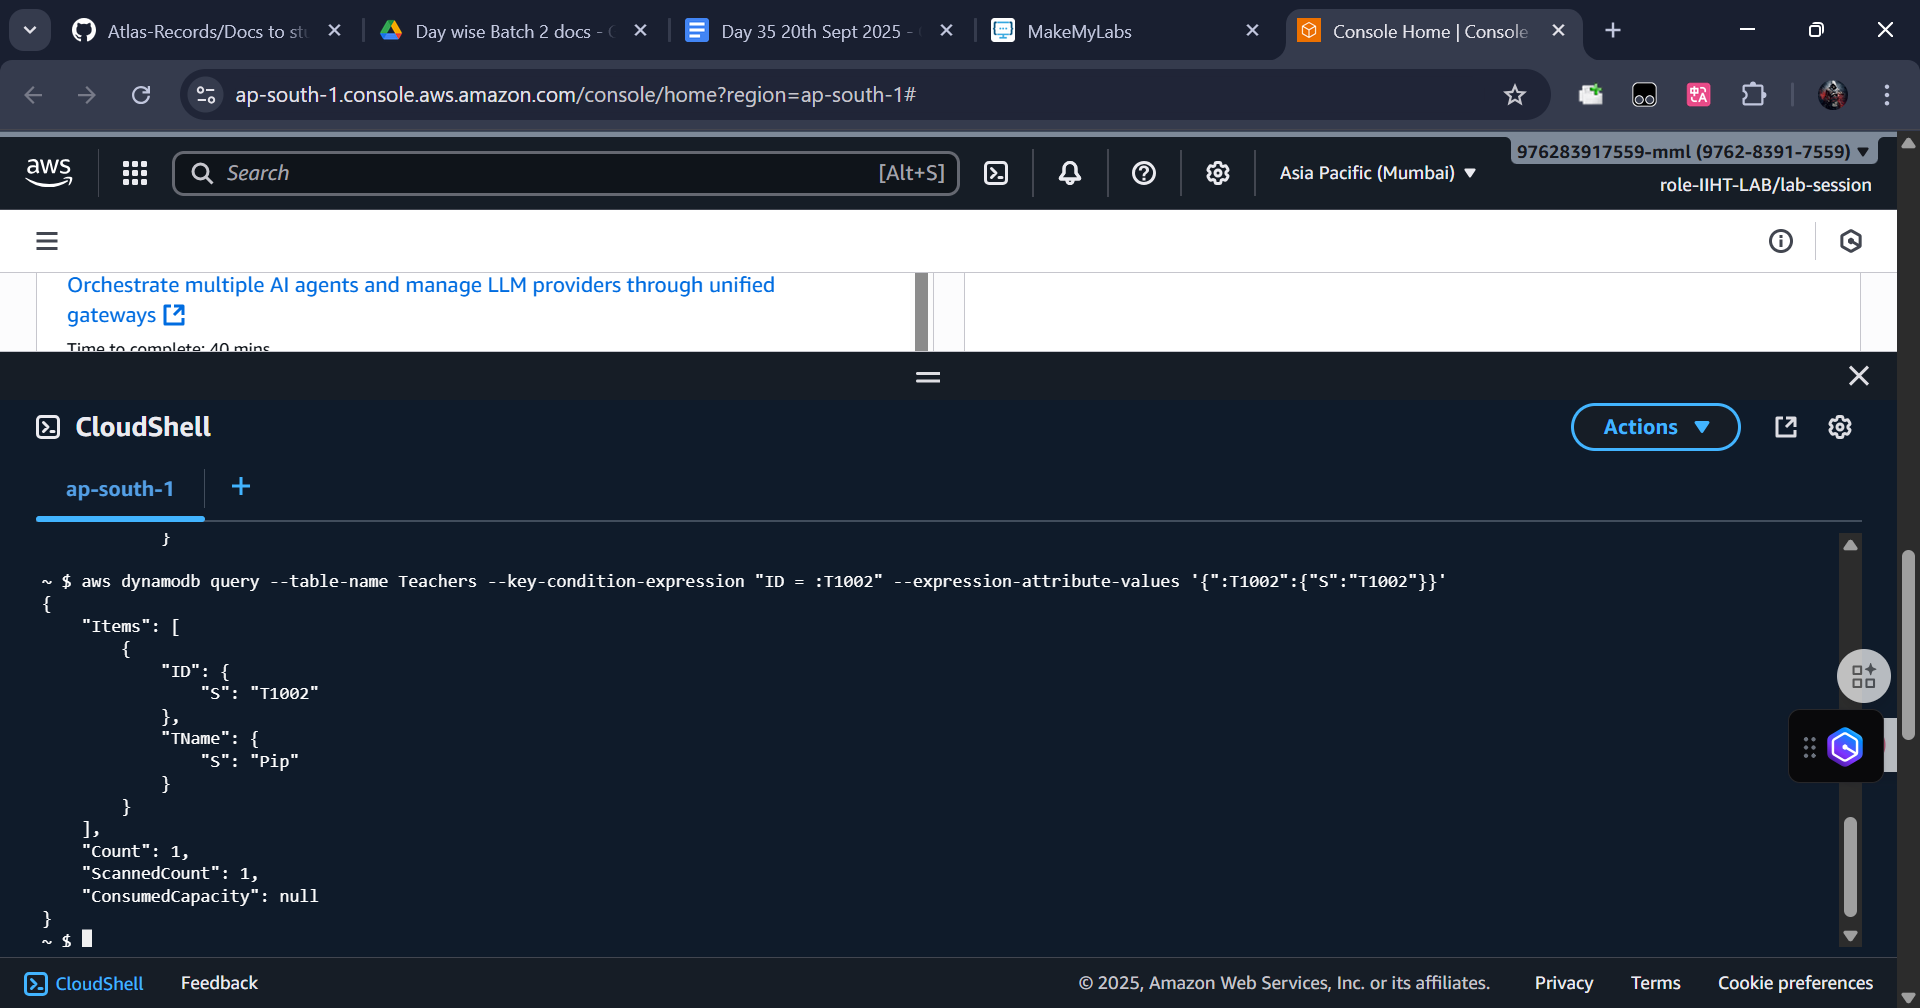 Atlas-Records/Docs to st
Day wise Batch 2 docs -
Day 35 20th Sept 2025 -
MakeMyLabs
Console Home | Console
ap-south-1.console.aws.amazon.com/console/home?region=ap-south-1#
aws
Search
[Alt+S]
Asia Pacific (Mumbai)
976283917559-mml (9762-8391-7559)
role-IIHT-LAB/lab-session
Orchestrate multiple AI agents and manage LLM providers through unified
gateways
Time to complete: 40 mins
CloudShell
Actions
ap-south-1
+
}
~ $ aws dynamodb query --table-name Teachers --key-condition-expression "ID = :T1002" --expression-attribute-values '{":T1002":{"S":"T1002"}}'
{
"Items": [
{
"ID": {
"S": "T1002"
},
"TName": {
"S": "Pip"
}
}
],
"Count": 1,
"ScannedCount": 1,
"ConsumedCapacity": null
}
~ $
CloudShell
Feedback
© 2025, Amazon Web Services, Inc. or its affiliates.
Privacy
Terms
Cookie preferences